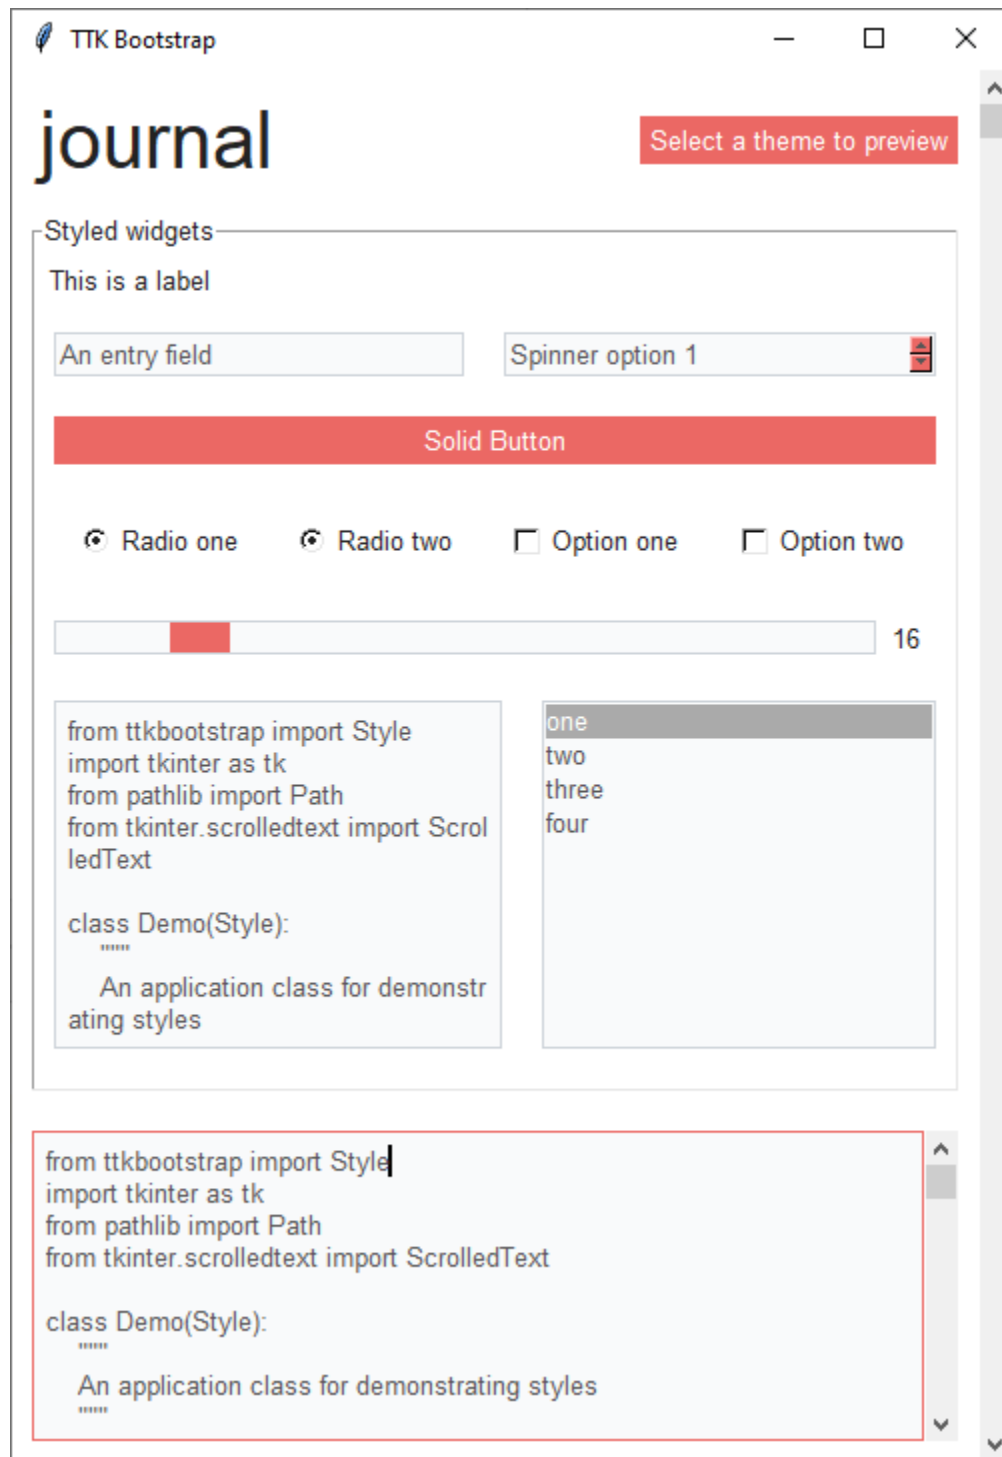 TTK Bootstrap
journal
Select a theme to preview
Styled widgets
This is a label
An entry field
Spinner option 1
Solid Button
Radio one
Radio two
Option one
Option two
16
from ttkbootstrap import Style
import tkinter as tk
from pathlib import Path
from tkinter.scrolledtext import Scrol
ledText
class Demo(Style):
"""
An application class for demonstr
ating styles
one
two
three
four
from ttkbootstrap import Style
import tkinter as tk
from pathlib import Path
from tkinter.scrolledtext import ScrolledText
class Demo(Style):
"""
An application class for demonstrating styles
"""